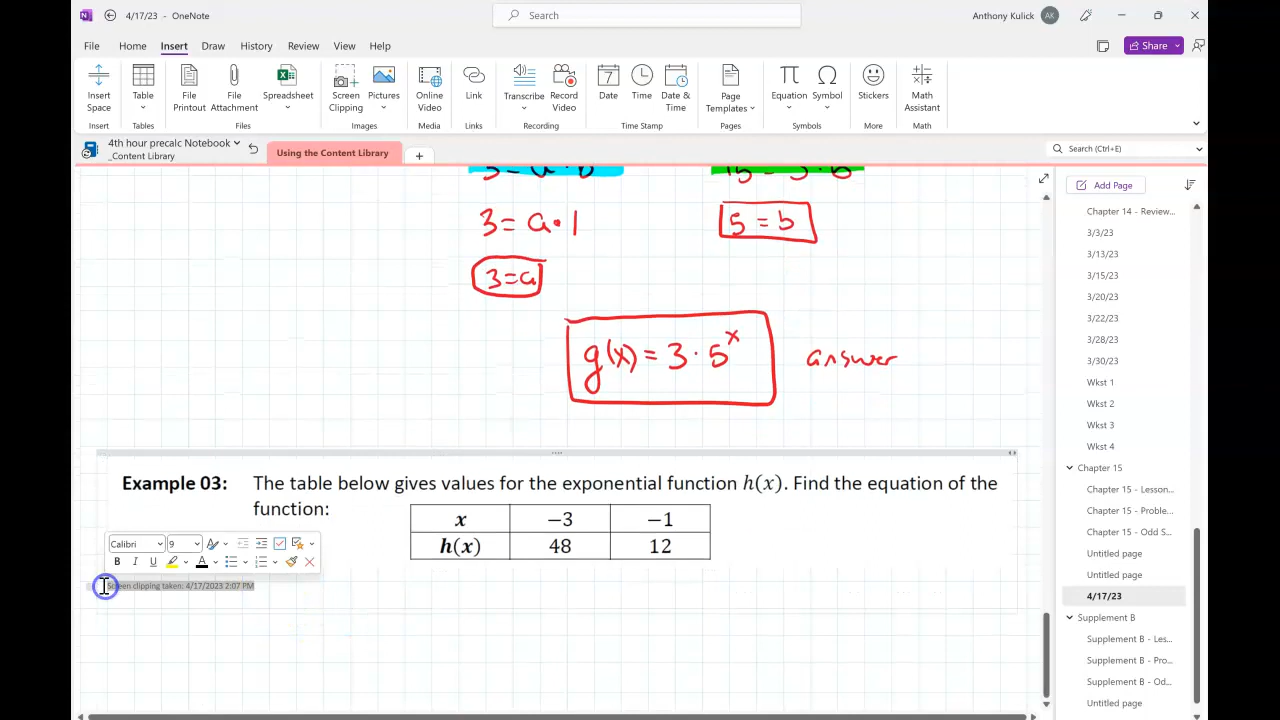 4/17/23 - OneNote
Search
Anthony Kulick AK
File Home Insert Draw History Review View Help
Share
Insert Space
Table
File Printout
File Attachment
Spreadsheet
Screen Clipping
Pictures
Online Video
Link
Transcribe
Record Video
Date
Time
Date & Time
Page Templates
Equation
Symbol
Stickers
Math Assistant
Insert Tables Files Images Media Links Recording Time Stamp Pages Symbols More Math
4th hour precalc Notebook
_Content Library
Using the Content Library
Search (Ctrl+E)
Add Page
3 = a · 1
5 = b
3 = a
g(x) = 3 · 5^x answer
Example 03: The table below gives values for the exponential function h(x). Find the equation of the
function:
x −3 −1
h(x) 48 12
Calibri 9
B I U A
Screen clipping taken: 4/17/2023 2:07 PM
Chapter 14 - Review...
3/3/23
3/13/23
3/15/23
3/20/23
3/22/23
3/28/23
3/30/23
Wkst 1
Wkst 2
Wkst 3
Wkst 4
Chapter 15
Chapter 15 - Lesson...
Chapter 15 - Proble...
Chapter 15 - Odd S...
Untitled page
Untitled page
4/17/23
Supplement B
Supplement B - Les...
Supplement B - Pro...
Supplement B - Od...
Untitled page